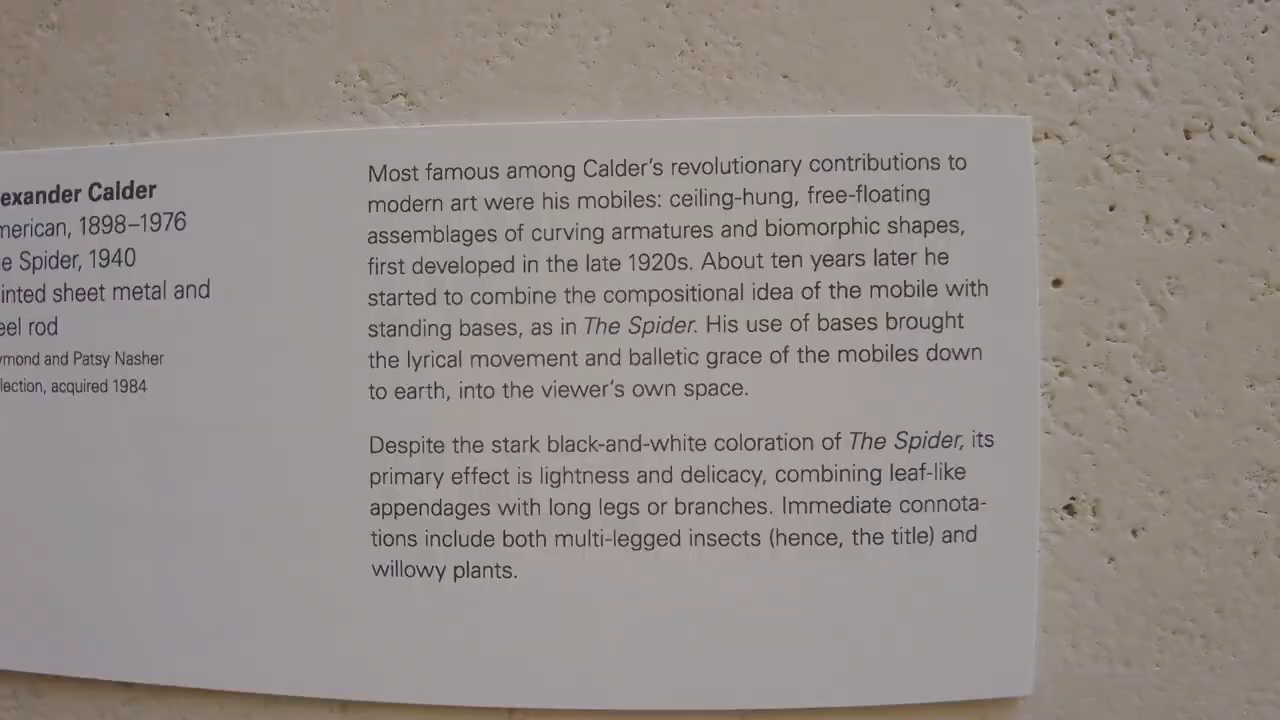 exander Calder
merican, 1898–1976
e Spider, 1940
inted sheet metal and
eel rod
ymond and Patsy Nasher
lection, acquired 1984
Most famous among Calder's revolutionary contributions to
modern art were his mobiles: ceiling-hung, free-floating
assemblages of curving armatures and biomorphic shapes,
first developed in the late 1920s. About ten years later he
started to combine the compositional idea of the mobile with
standing bases, as in The Spider. His use of bases brought
the lyrical movement and balletic grace of the mobiles down
to earth, into the viewer's own space.
Despite the stark black-and-white coloration of The Spider, its
primary effect is lightness and delicacy, combining leaf-like
appendages with long legs or branches. Immediate connota-
tions include both multi-legged insects (hence, the title) and
willowy plants.